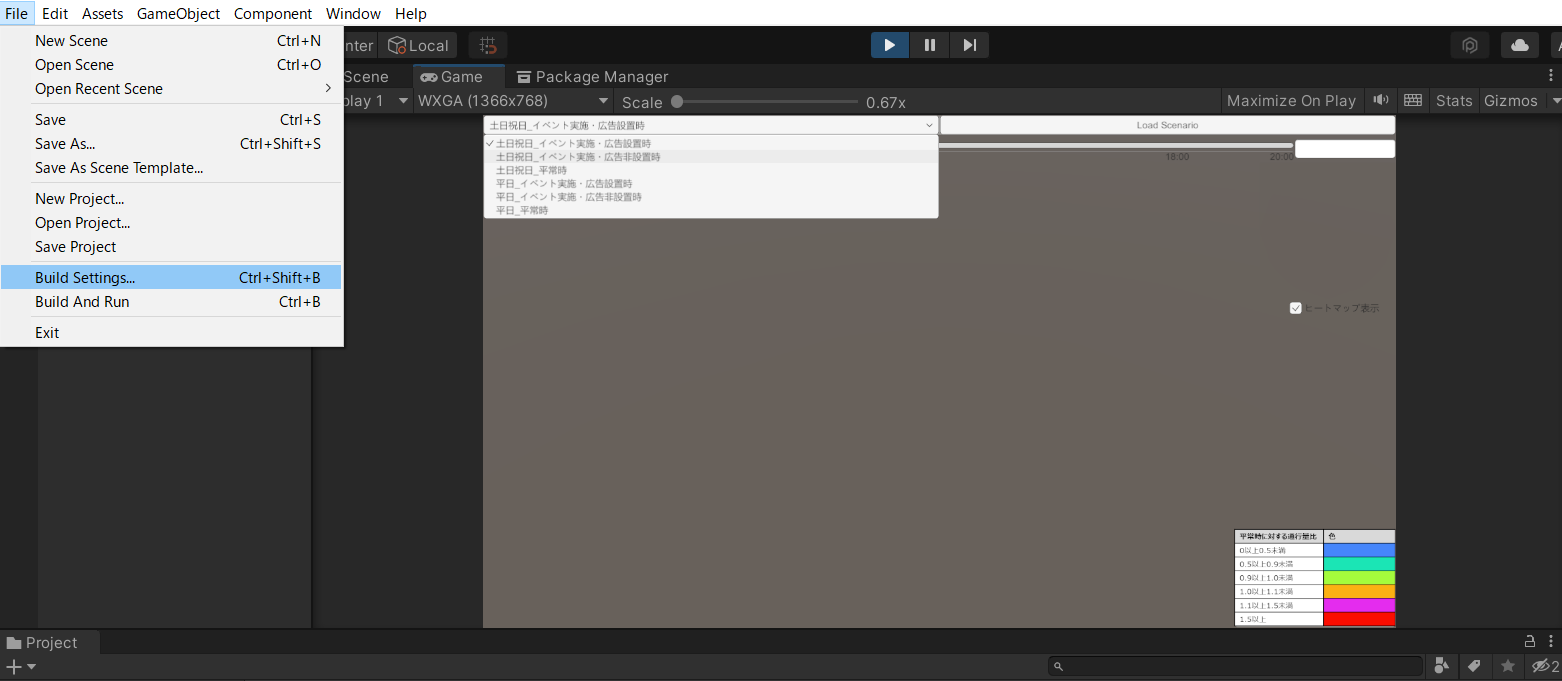 File Edit Assets GameObject Component Window Help
New Scene Ctrl+N
Open Scene Ctrl+O
Open Recent Scene
Save Ctrl+S
Save As... Ctrl+Shift+S
Save As Scene Template...
New Project...
Open Project...
Save Project
Build Settings... Ctrl+Shift+B
Build And Run Ctrl+B
Exit
nter Local
Scene Game Package Manager
play 1 WXGA (1366x768) Scale 0.67x Maximize On Play Stats Gizmos
土日祝日_イベント実施・広告設置時 Load Scenario
土日祝日_イベント実施・広告設置時
土日祝日_イベント実施・広告非設置時
土日祝日_平常時
平日_イベント実施・広告設置時
平日_イベント実施・広告非設置時
平日_平常時
18:00 20:00
ヒートマップ表示
平常時に対する通行量比 色
0以上0.5未満
0.5以上0.9未満
0.9以上1.0未満
1.0以上1.1未満
1.1以上1.5未満
1.5以上
Project
2